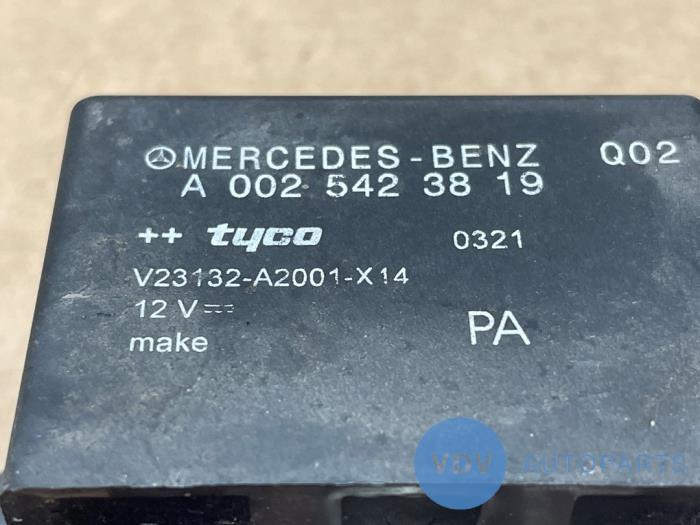 MERCEDES-BENZ Q02
A 002 542 38 19
++ tyco 0321
V23132-A2001-X14
12 V
make PA
VDV AUTOPARTS